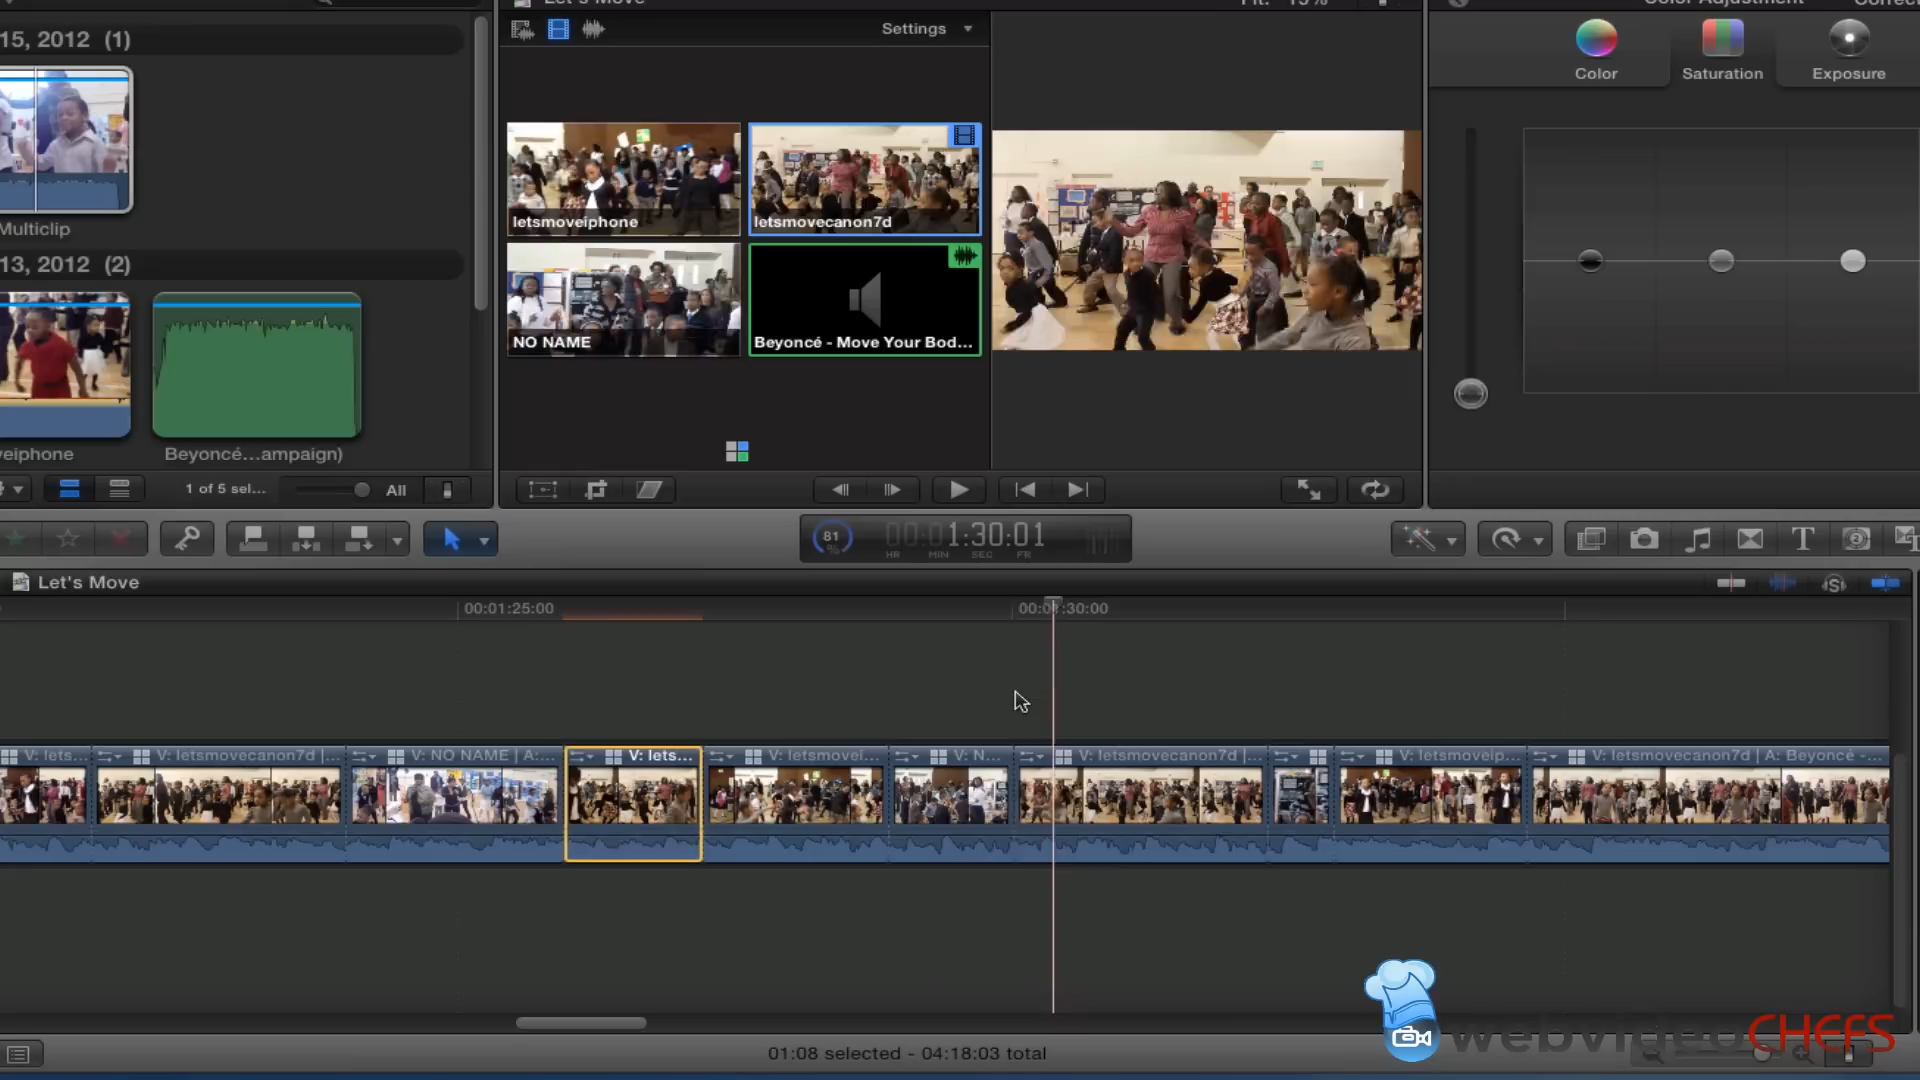 Let's Move
15, 2012 (1)
Multiclip
13, 2012 (2)
veiphone
Beyoncé...ampaign)
1 of 5 sel...
All
Settings
letsmoveiphone
letsmovecanon7d
NO NAME
Beyoncé - Move Your Bod...
Color Adjustment
Color
Saturation
Exposure
81
%
00:01:30:01
HR MIN SEC FR
Let's Move
00:01:25:00
00:01:30:00
V: lets...
V: letsmovecanon7d |...
V: NO NAME | A:...
V: lets...
V: letsmovei...
V: N...
V: letsmovecanon7d |...
V: letsmoveip...
V: letsmovecanon7d | A: Beyoncé -...
01:08 selected - 04:18:03 total
webvideoCHEFS